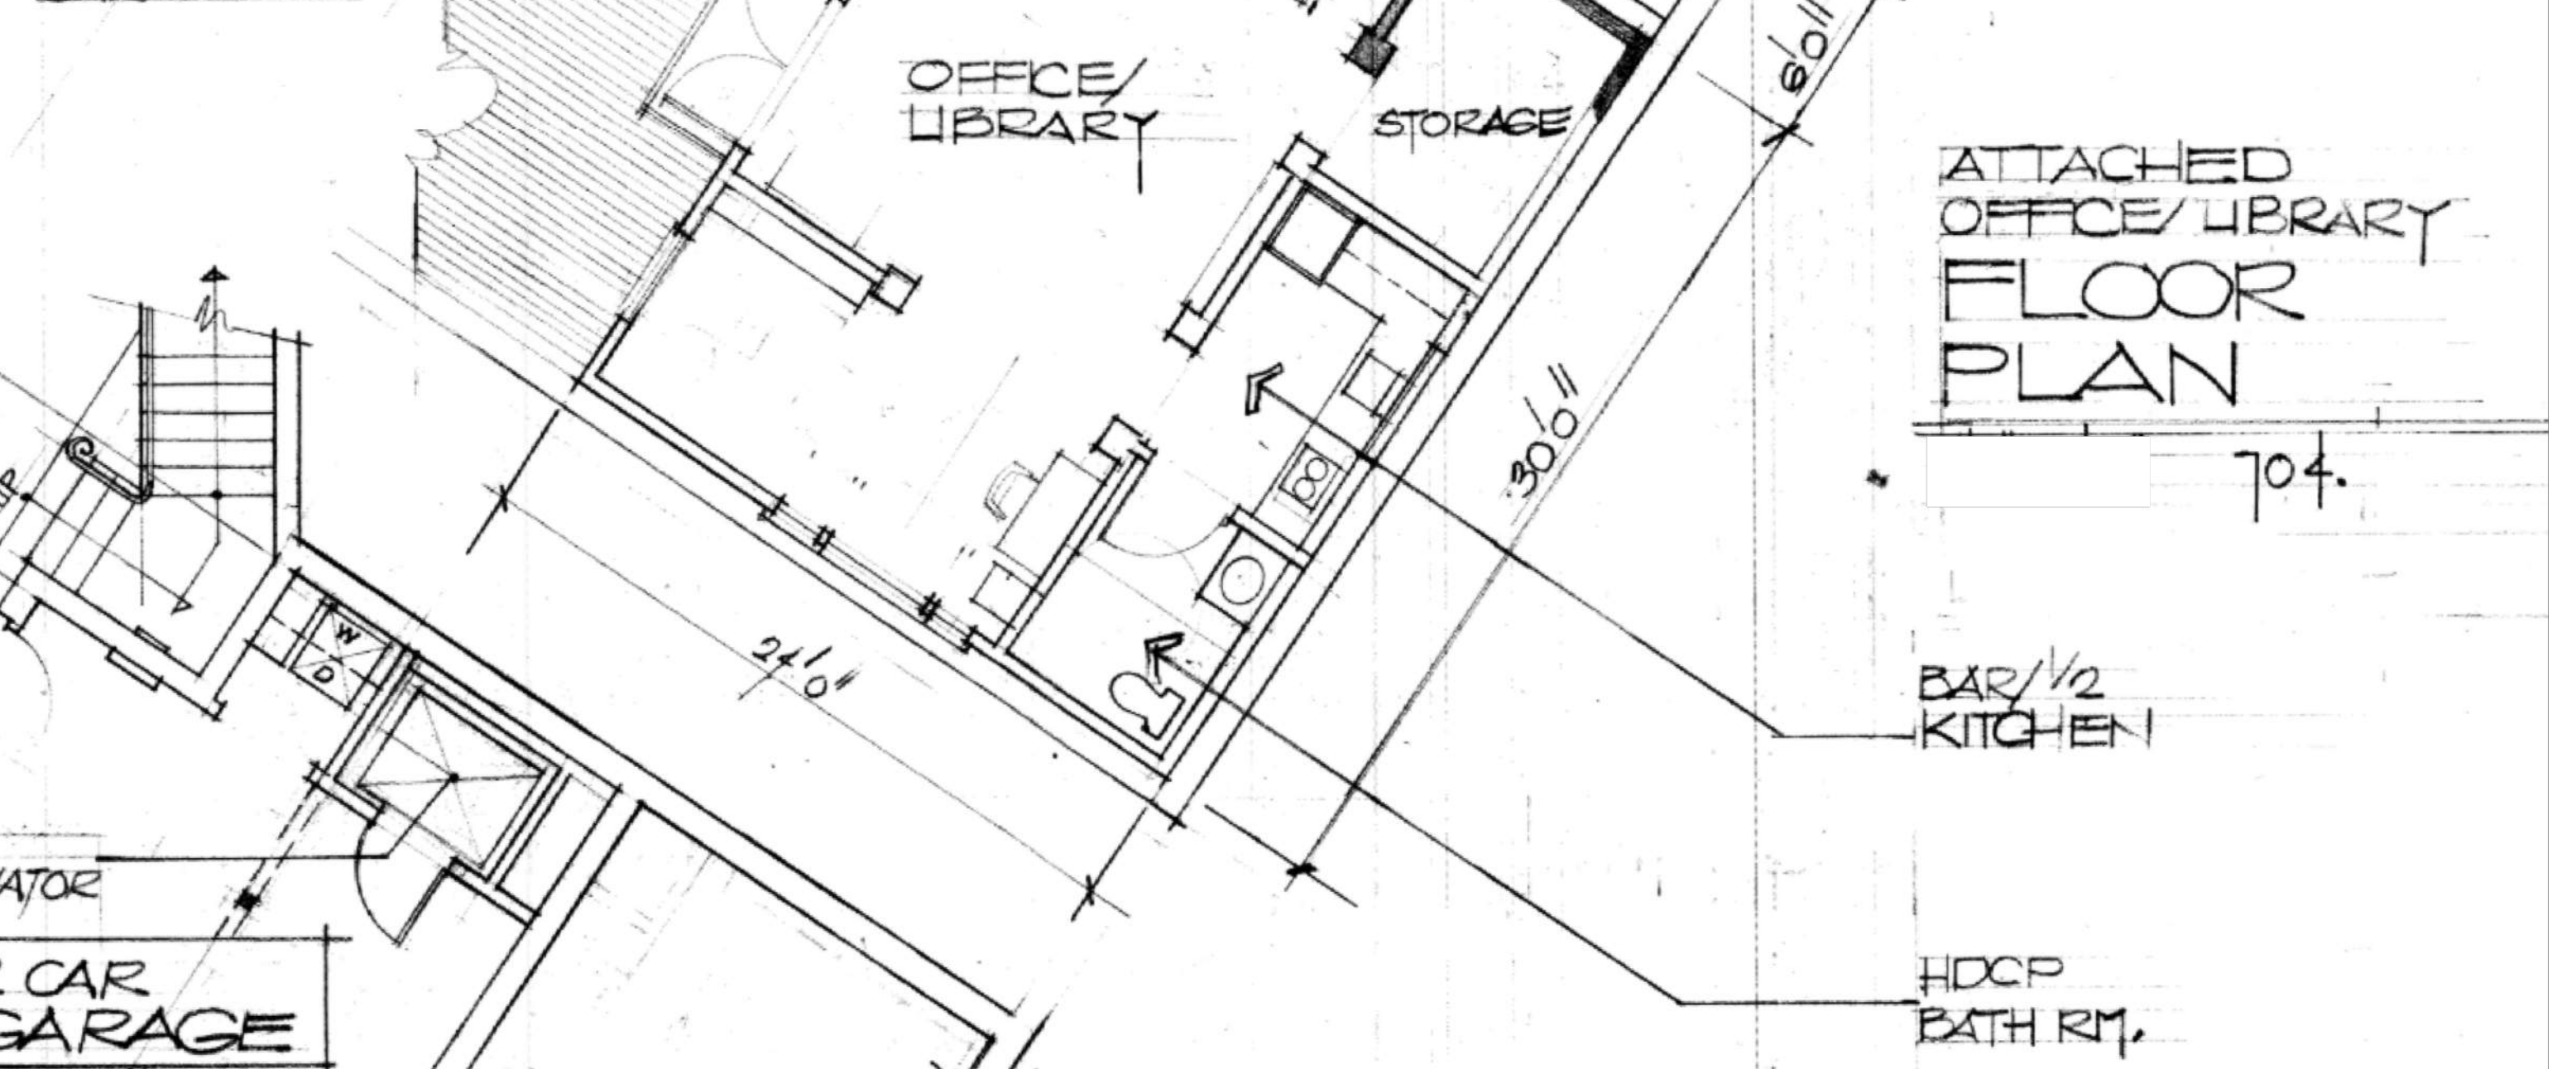 OFFICE/
LIBRARY
STORAGE
6'0"
ATTACHED
OFFICE/LIBRARY
FLOOR
PLAN
704.
30'0"
24'0"
W
D
BAR/1/2
KITCHEN
HDCP
BATH RM.
CAR
GARAGE